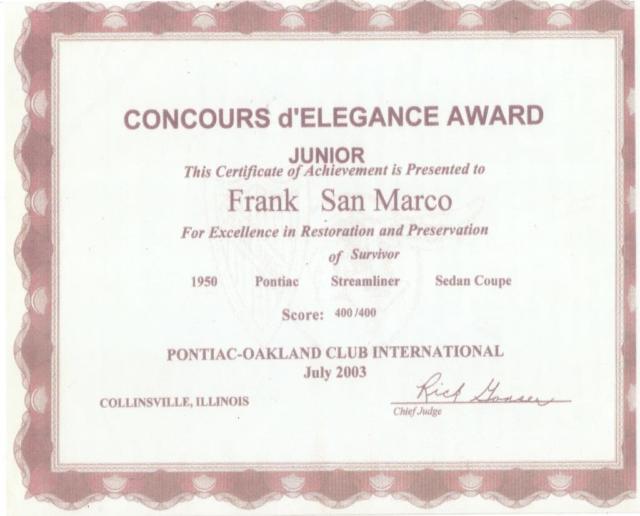 CONCOURS d'ELEGANCE AWARD
JUNIOR
This Certificate of Achievement is Presented to
Frank San Marco
For Excellence in Restoration and Preservation
of Survivor
1950 Pontiac Streamliner Sedan Coupe
Score: 400/400
PONTIAC-OAKLAND CLUB INTERNATIONAL
July 2003
COLLINSVILLE, ILLINOIS
Rick
Chief Judge